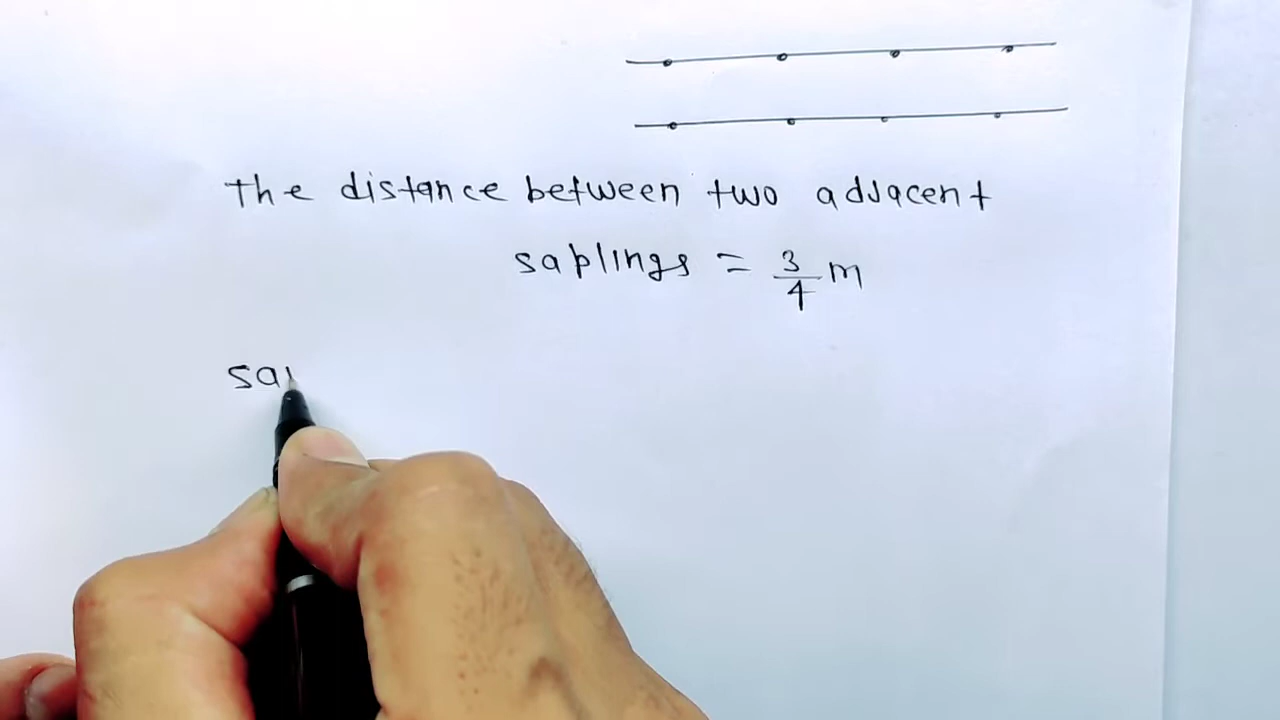 The distance between two adjacent
saplings = 3/4 m
sa